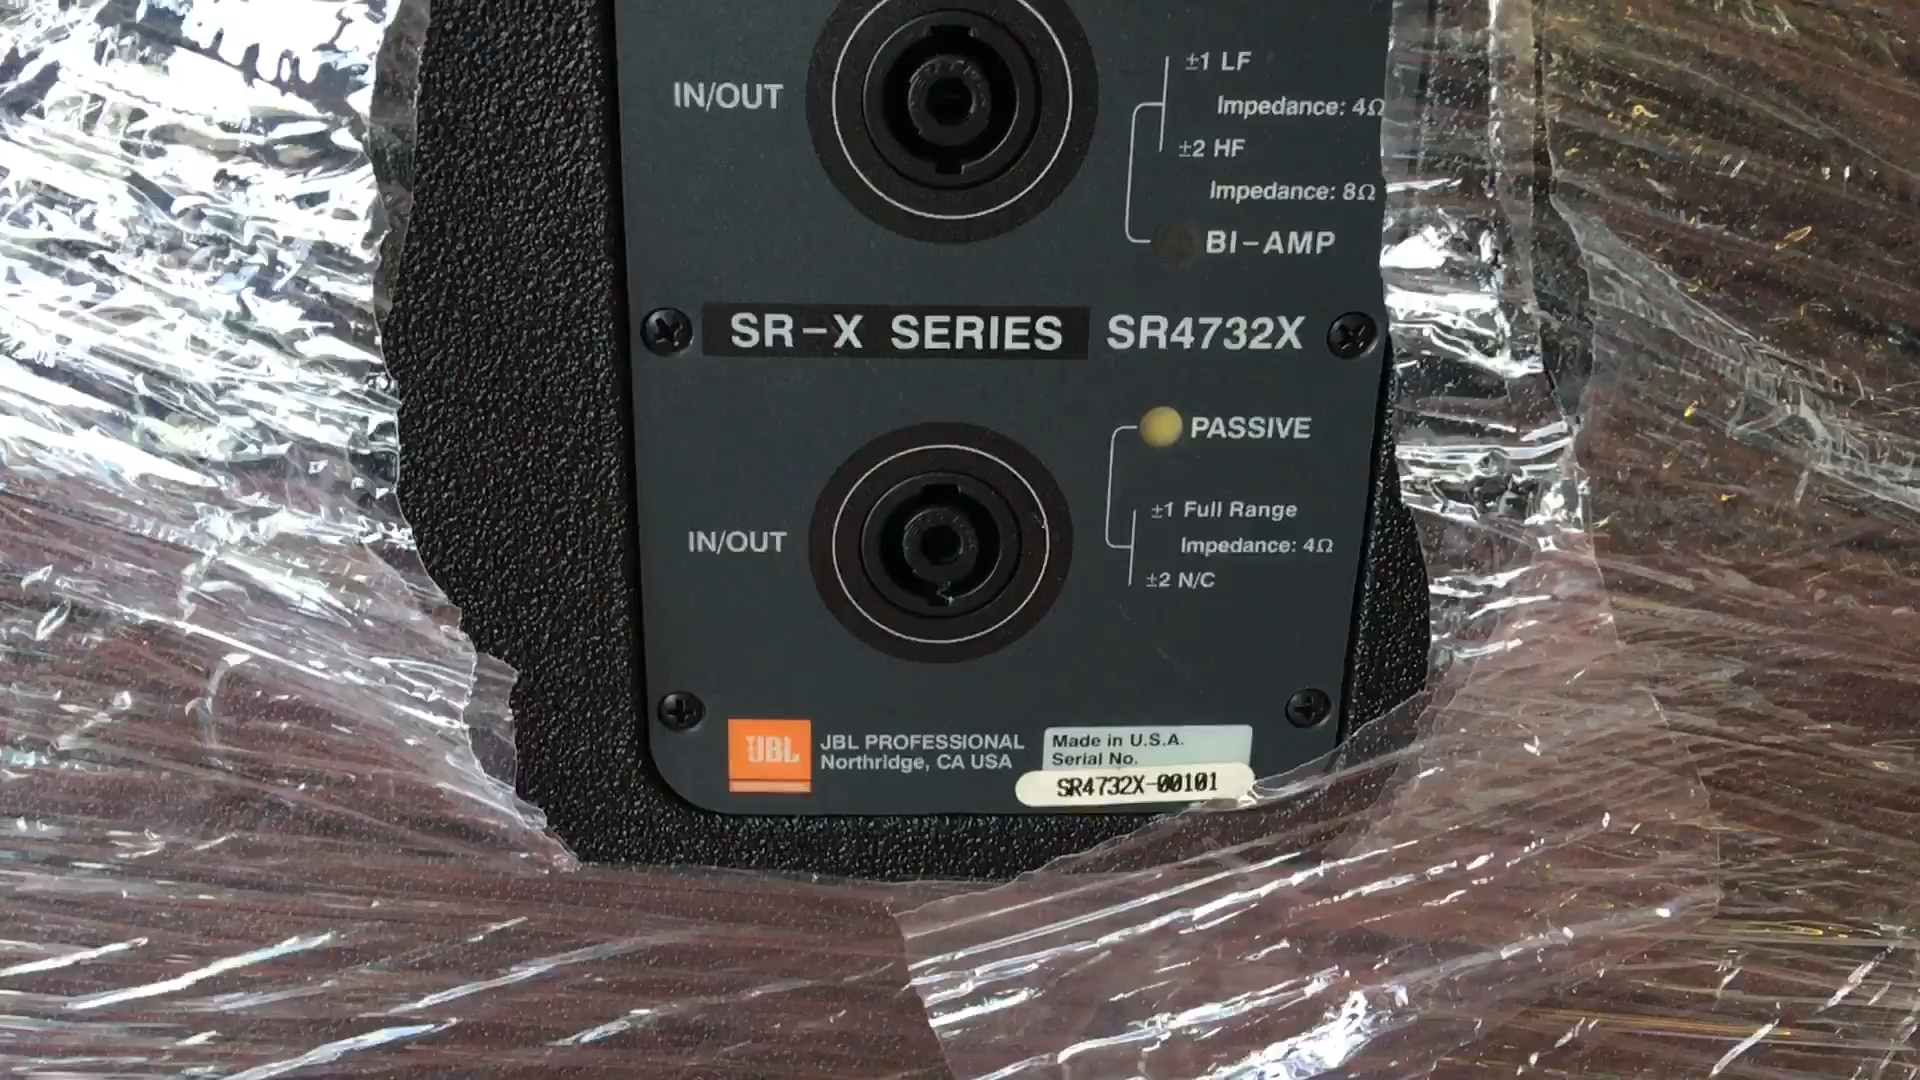 IN/OUT
±1 LF
Impedance: 4Ω
±2 HF
Impedance: 8Ω
BI-AMP
SR-X SERIES SR4732X
PASSIVE
IN/OUT
±1 Full Range
Impedance: 4Ω
±2 N/C
JBL
JBL PROFESSIONAL
Northridge, CA USA
Made in U.S.A.
Serial No.
SR4732X-00101